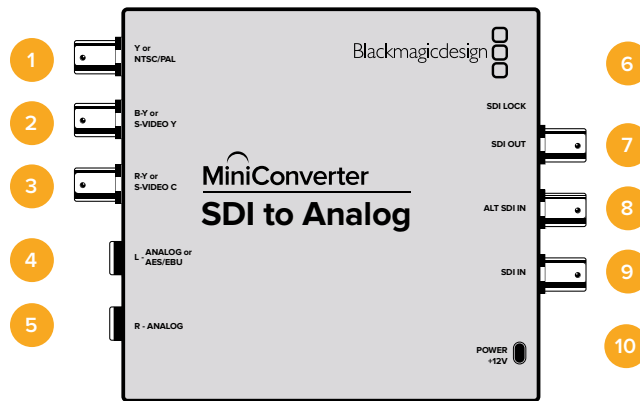 1
Y or
NTSC/PAL
2
B-Y or
S-VIDEO Y
3
R-Y or
S-VIDEO C
4
L - ANALOG or
AES/EBU
5
R - ANALOG
Blackmagicdesign
MiniConverter
SDI to Analog
6
SDI LOCK
SDI OUT
7
ALT SDI IN
8
SDI IN
9
POWER
+12V
10